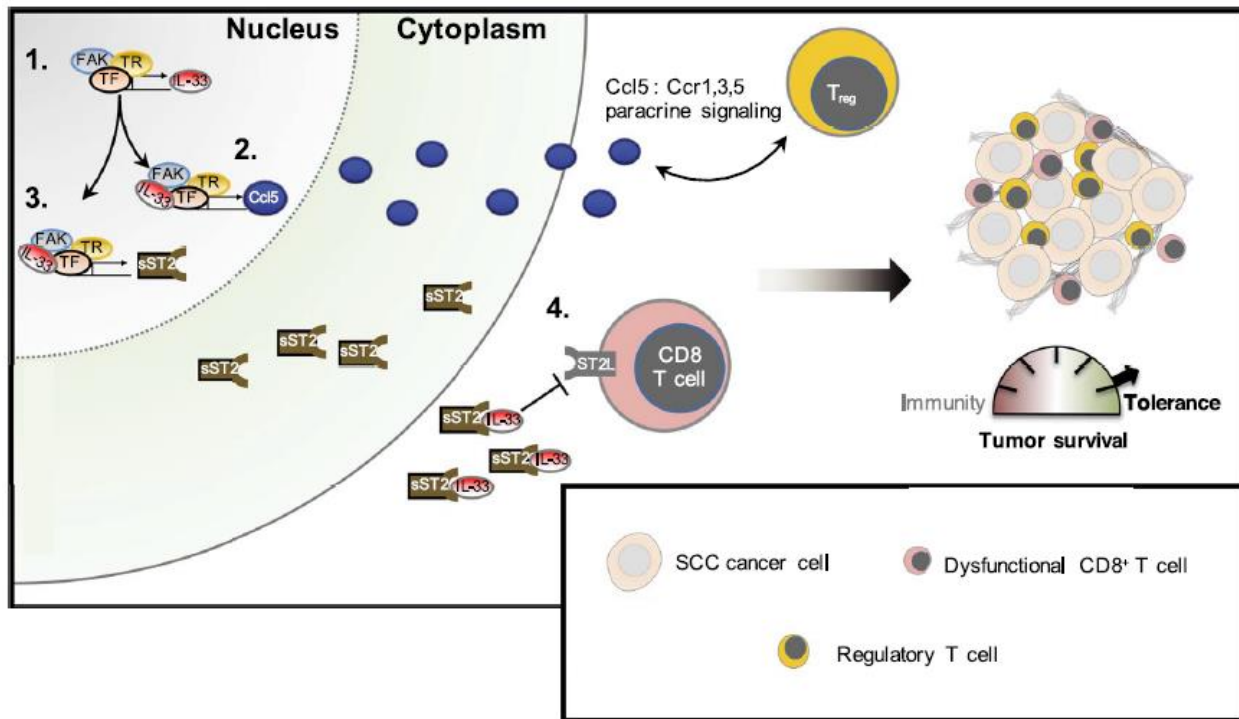 Nucleus Cytoplasm
1.
FAK TR
TF IL-33
2.
FAK TR
IL-33 TF Ccl5
3.
FAK TR
IL-33 TF sST2
Ccl5 : Ccr1,3,5
paracrine signaling
Treg
sST2
sST2
sST2
sST2
4.
ST2L
CD8
T cell
sST2 IL-33
sST2 IL-33
sST2 IL-33
Immunity Tolerance
Tumor survival
SCC cancer cell
Dysfunctional CD8⁺ T cell
Regulatory T cell